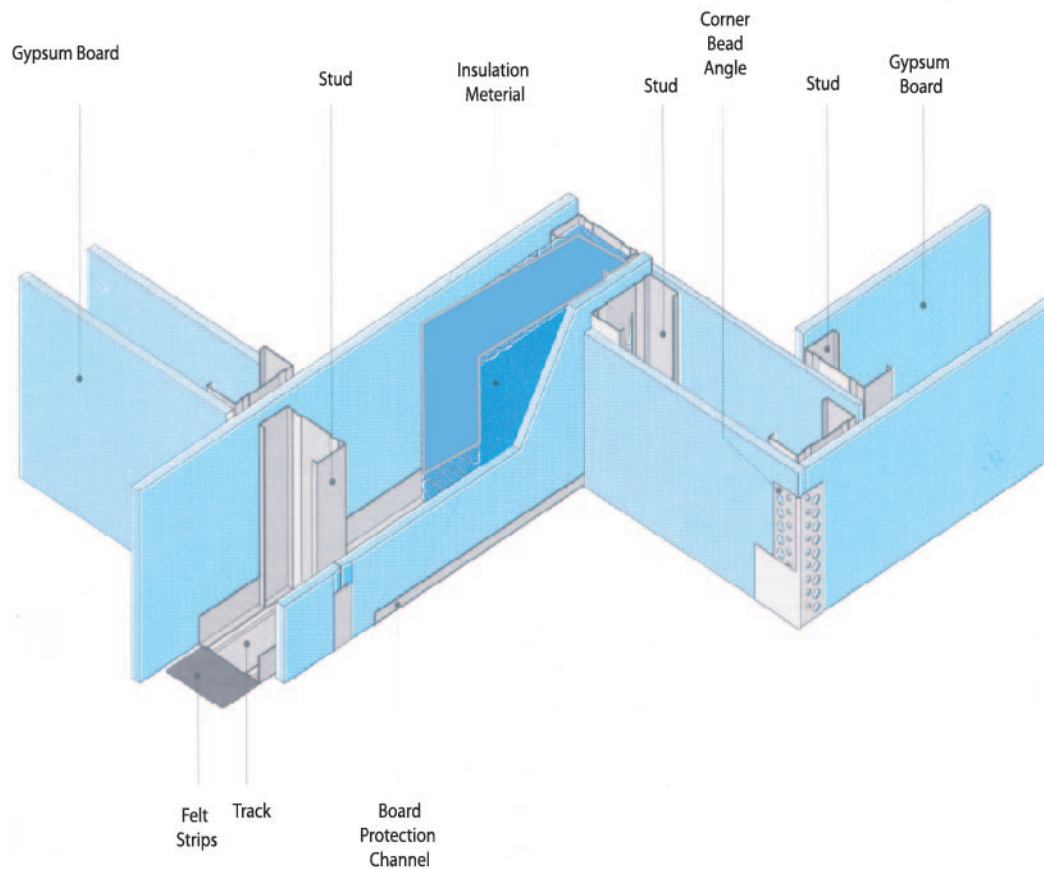 Gypsum Board
Stud
Insulation
Meterial
Stud
Corner
Bead
Angle
Stud
Gypsum
Board
Felt
Strips
Track
Board
Protection
Channel